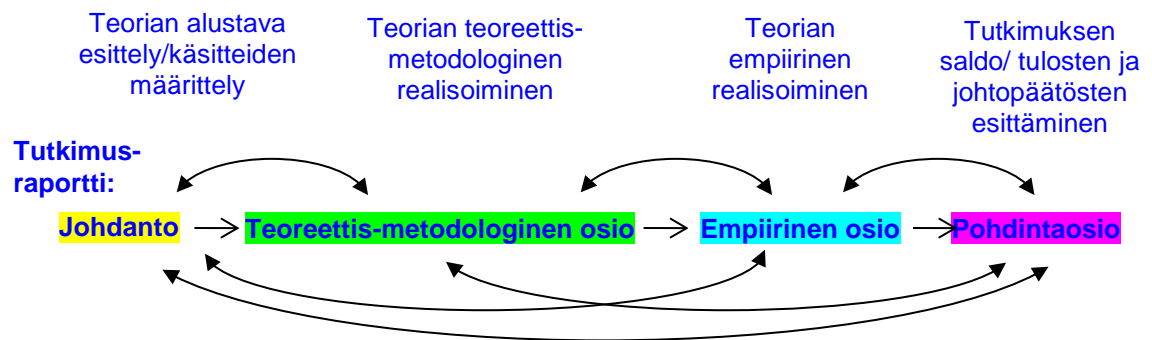 Teorian alustava
esittely/käsitteiden
määrittely
Teorian teoreettis-
metodologinen
realisoiminen
Teorian
empiirinen
realisoiminen
Tutkimuksen
saldo/ tulosten ja
johtopäätösten
esittäminen
Tutkimus-
raportti:
Johdanto
Teoreettis-metodologinen osio
Empiirinen osio
Pohdintaosio